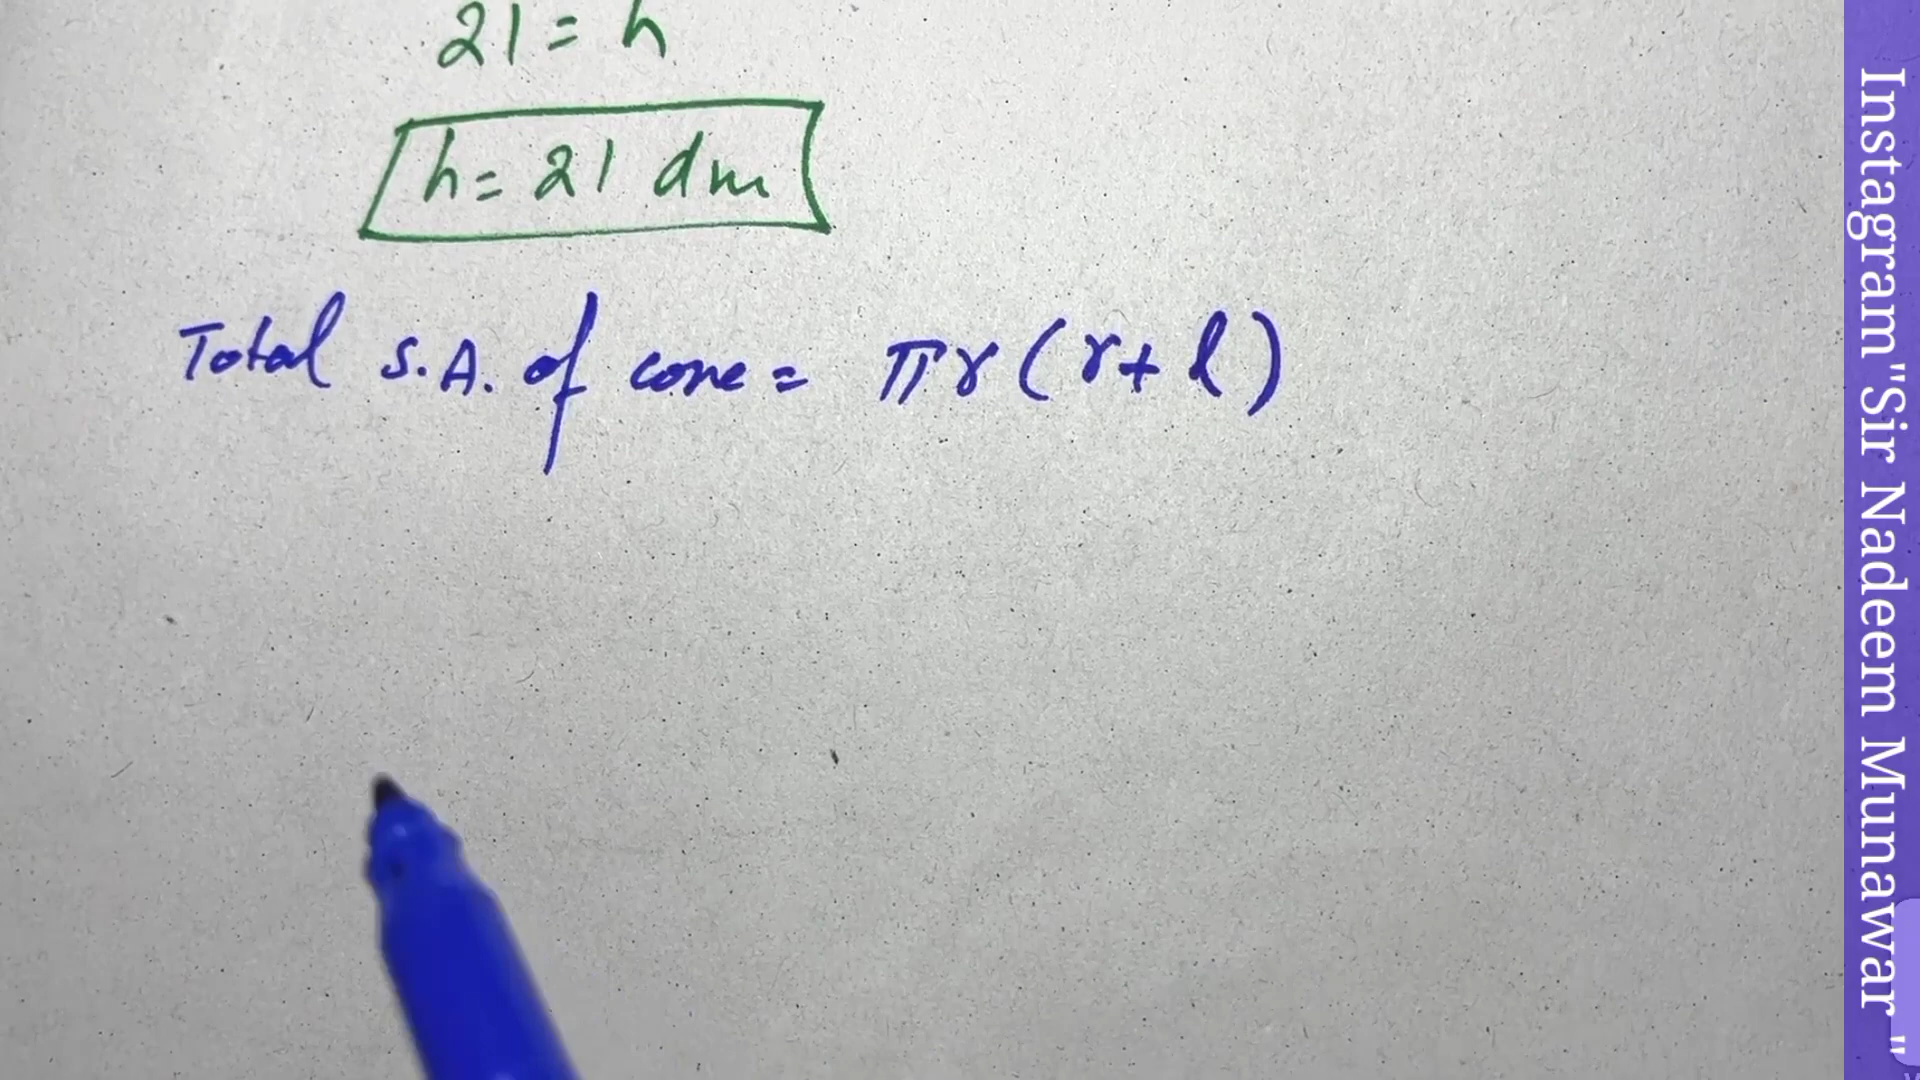 21 = h
h = 21 dm
Total S.A. of cone = πr (r + l)
Instagram"Sir Nadeem Munawar"